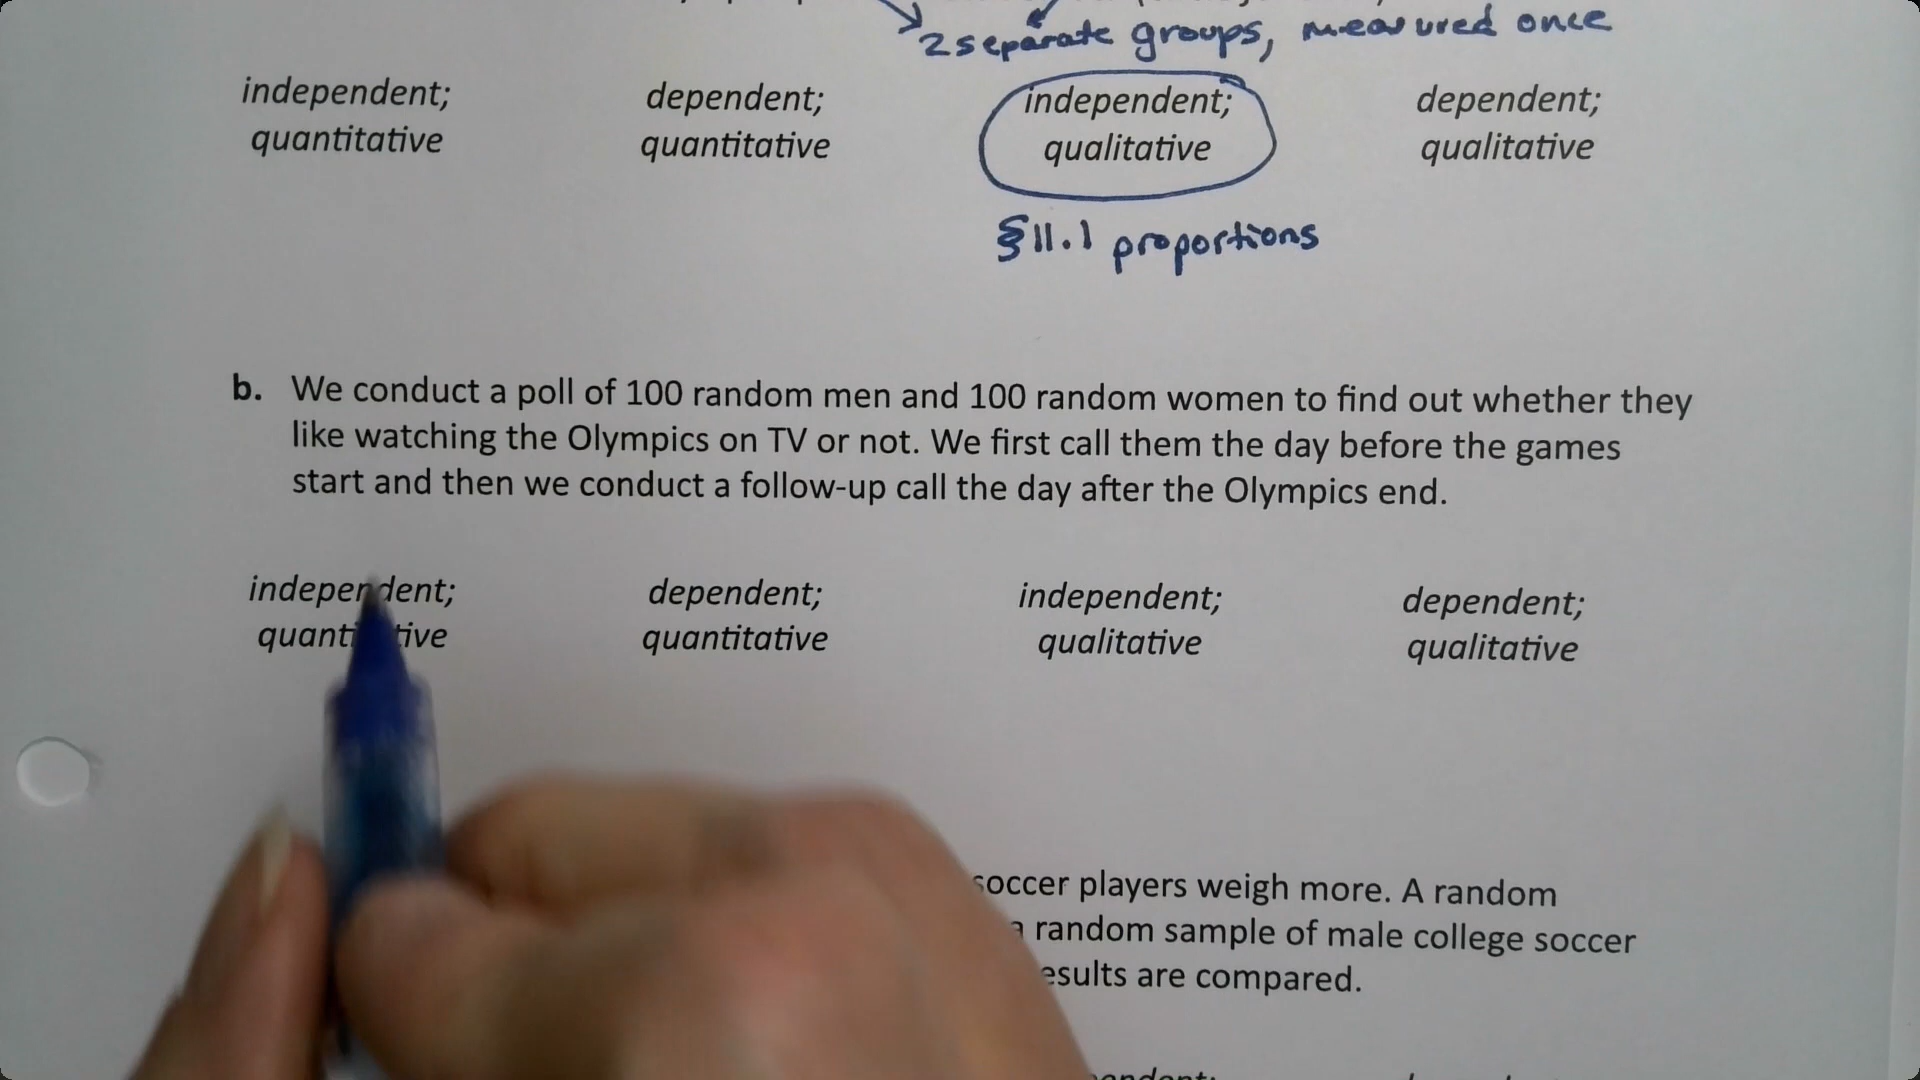 2 separate groups, measured once
independent; dependent; independent; dependent;
quantitative quantitative qualitative qualitative
§11.1 proportions
b. We conduct a poll of 100 random men and 100 random women to find out whether they
like watching the Olympics on TV or not. We first call them the day before the games
start and then we conduct a follow-up call the day after the Olympics end.
independent; dependent; independent; dependent;
quantitative quantitative qualitative qualitative
soccer players weigh more. A random
random sample of male college soccer
are compared.